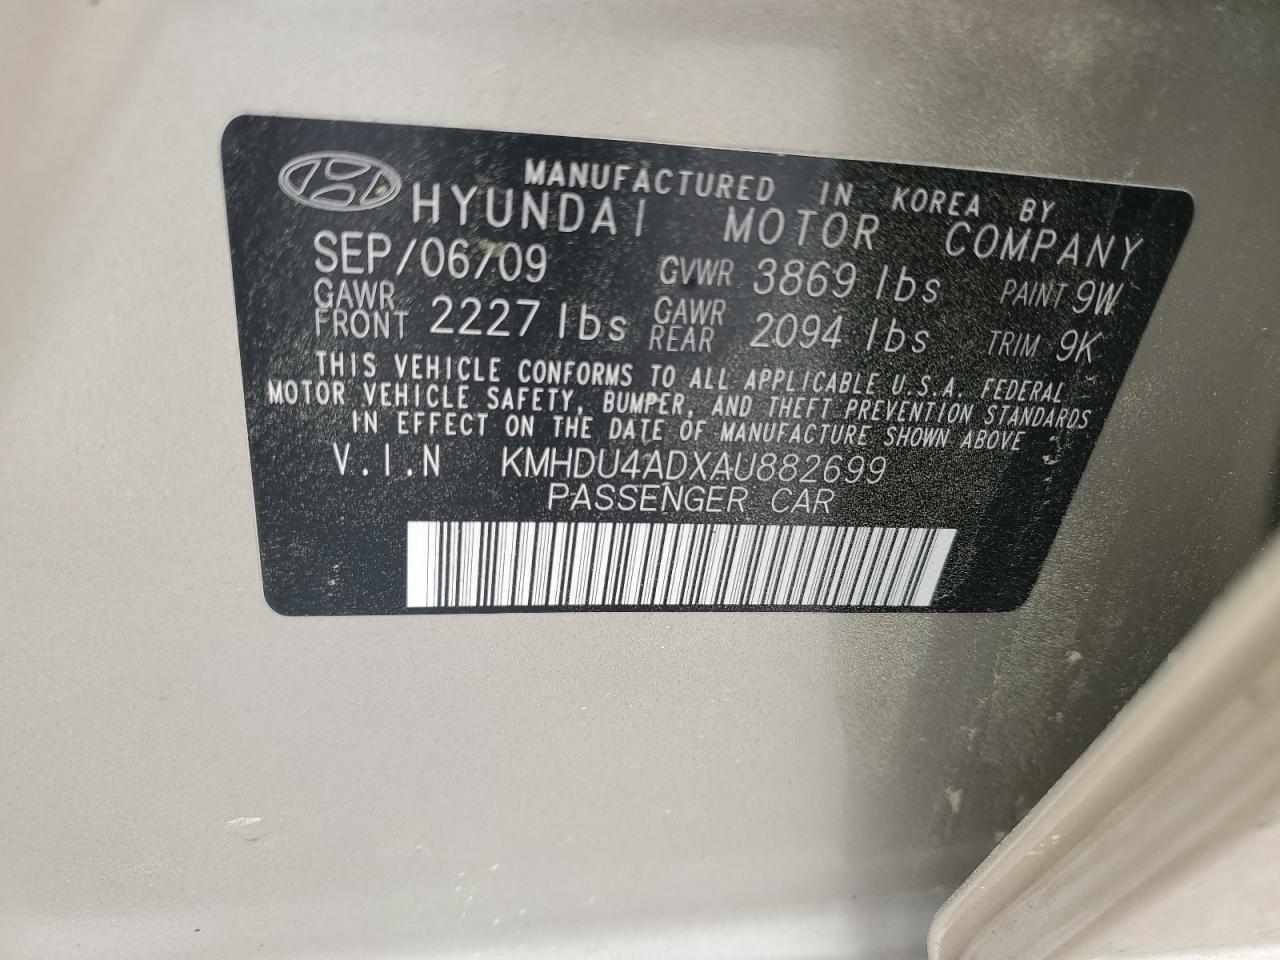 MANUFACTURED IN KOREA BY
HYUNDAI MOTOR COMPANY
SEP/06/09 GVWR 3869 lbs PAINT 9W
GAWR FRONT 2227 lbs GAWR REAR 2094 lbs TRIM 9K
THIS VEHICLE CONFORMS TO ALL APPLICABLE U.S.A. FEDERAL
MOTOR VEHICLE SAFETY, BUMPER, AND THEFT PREVENTION STANDARDS
IN EFFECT ON THE DATE OF MANUFACTURE SHOWN ABOVE
V.I.N KMHDU4ADXAU882699
PASSENGER CAR